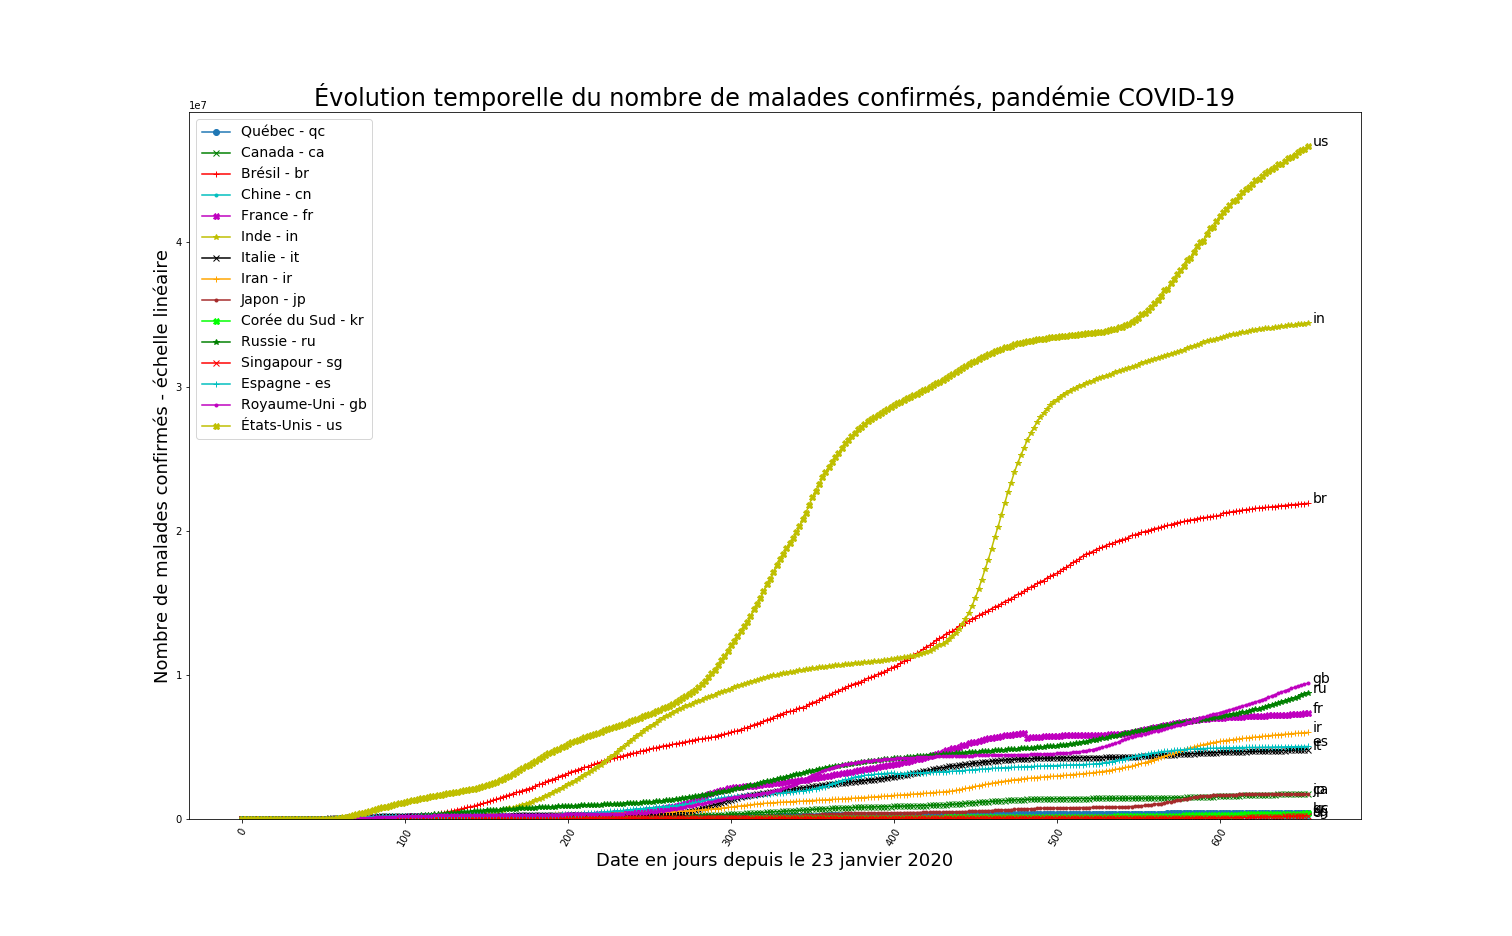 Évolution temporelle du nombre de malades confirmés, pandémie COVID-19
1e7
Québec - qc
Canada - ca
Brésil - br
Chine - cn
France - fr
Inde - in
Italie - it
Iran - ir
Japon - jp
Corée du Sud - kr
Russie - ru
Singapour - sg
Espagne - es
Royaume-Uni - gb
États-Unis - us
Nombre de malades confirmés - échelle linéaire
4
3
2
1
0
us
in
br
gb
ru
fr
ir
es
it
0
100
200
300
400
500
600
Date en jours depuis le 23 janvier 2020